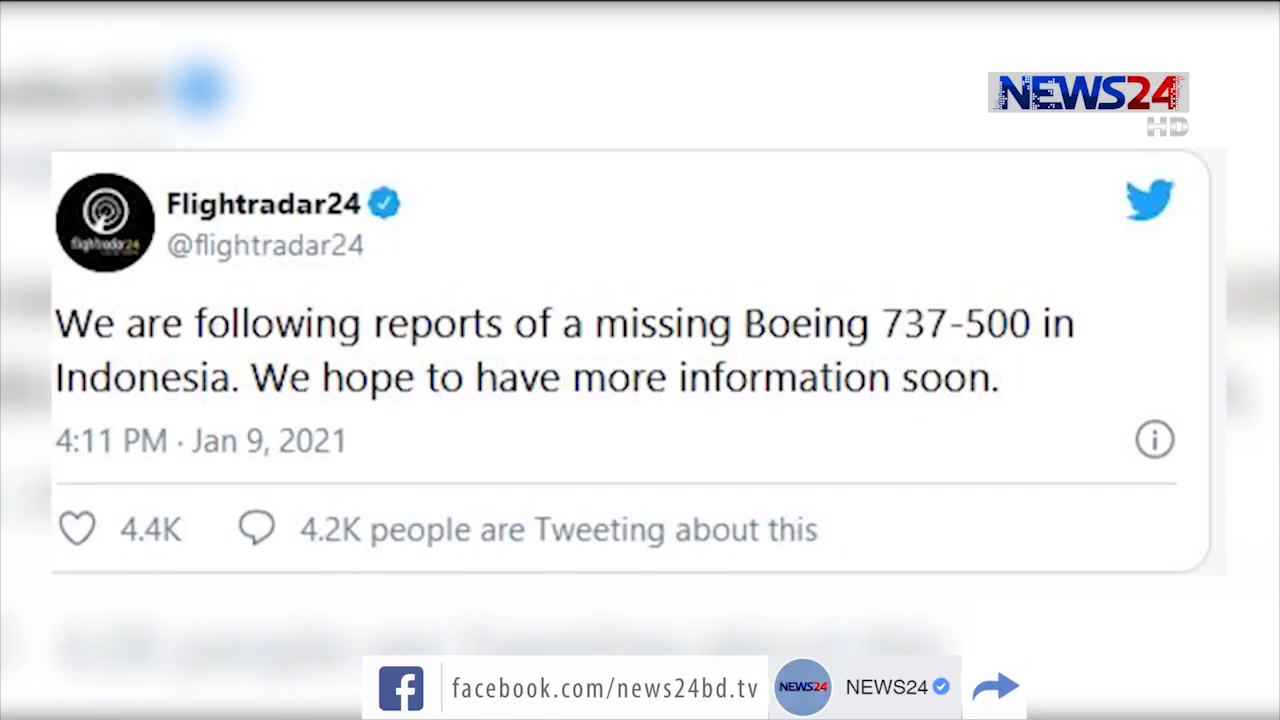 NEWS24
HD
flightradar24
Flightradar24
@flightradar24
We are following reports of a missing Boeing 737-500 in
Indonesia. We hope to have more information soon.
4:11 PM · Jan 9, 2021
4.4K
4.2K people are Tweeting about this
facebook.com/news24bd.tv
NEWS24
NEWS24